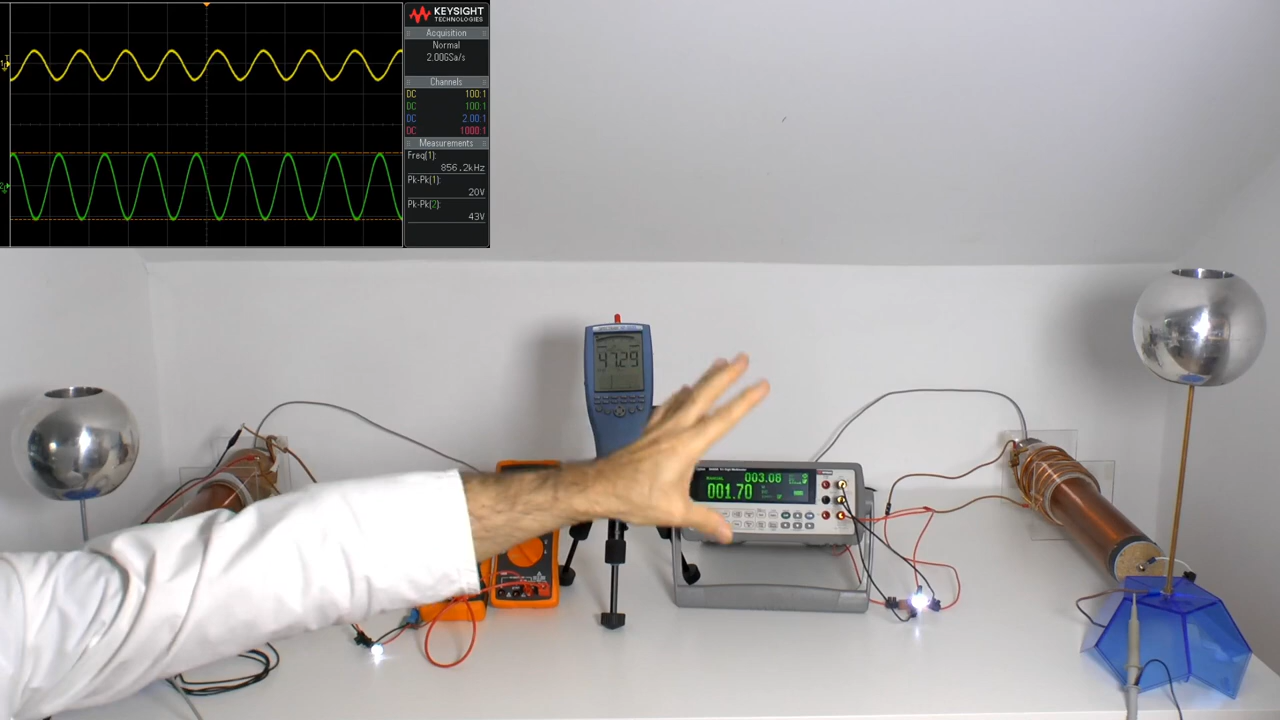 KEYSIGHT
TECHNOLOGIES
Acquisition
Normal
2.00GSa/s
Channels
DC 100:1
DC 100:1
DC 2.00:1
DC 1000:1
Measurements
Freq(1):
856.2kHz
Pk-Pk(1):
20V
Pk-Pk(2):
43V
47.29
003.08
001.70